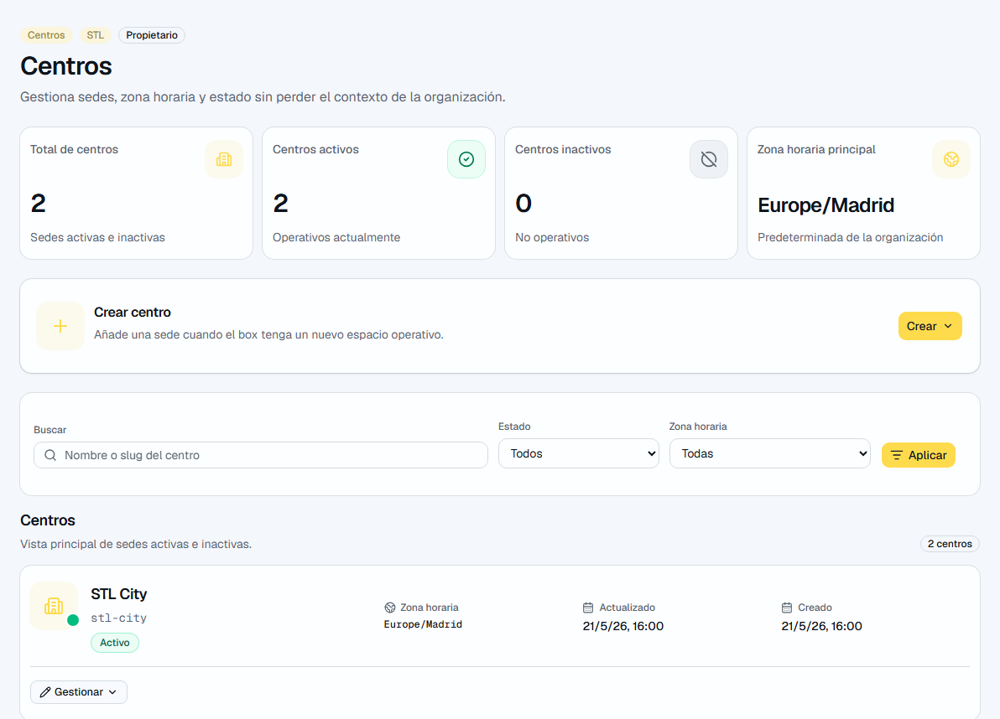 Centros STL Propietario
Centros
Gestiona sedes, zona horaria y estado sin perder el contexto de la organización.
Total de centros
2
Sedes activas e inactivas
Centros activos
2
Operativos actualmente
Centros inactivos
0
No operativos
Zona horaria principal
Europe/Madrid
Predeterminada de la organización
Crear centro
Añade una sede cuando el box tenga un nuevo espacio operativo.
Crear
Buscar
Nombre o slug del centro
Estado
Todos
Zona horaria
Todas
Aplicar
Centros
Vista principal de sedes activas e inactivas.
2 centros
STL City
stl-city
Activo
Zona horaria
Europe/Madrid
Actualizado
21/5/26, 16:00
Creado
21/5/26, 16:00
Gestionar